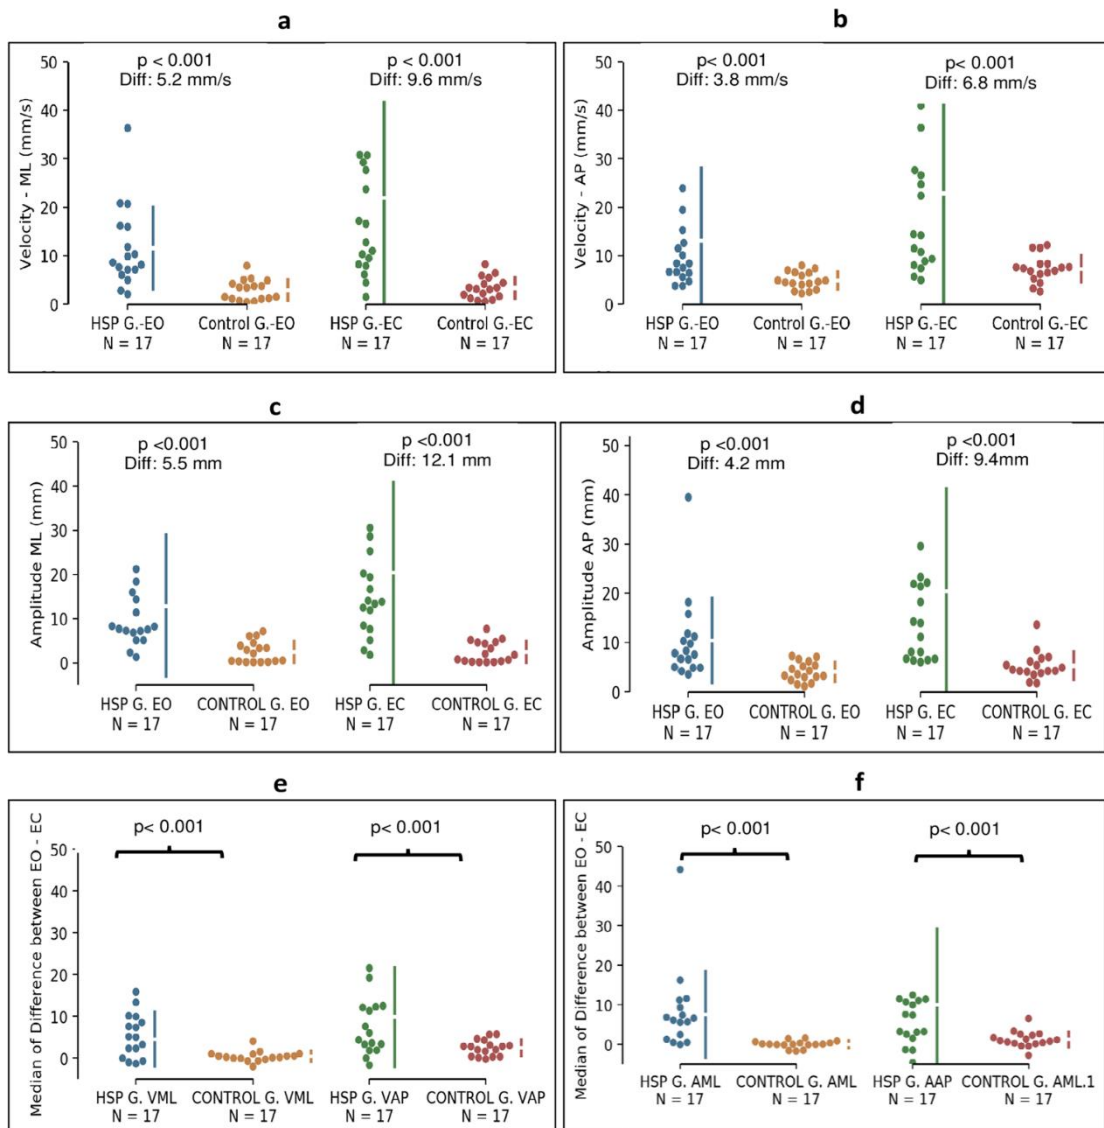 a
p < 0.001
Diff: 5.2 mm/s
p < 0.001
Diff: 9.6 mm/s
Velocity - ML (mm/s)
50
40
30
20
10
0
HSP G.-EO
N = 17
Control G.-EO
N = 17
HSP G.-EC
N = 17
Control G.-EC
N = 17
b
p < 0.001
Diff: 3.8 mm/s
p < 0.001
Diff: 6.8 mm/s
Velocity - AP (mm/s)
50
40
30
20
10
0
HSP G.-EO
N = 17
Control G.-EO
N = 17
HSP G.-EC
N = 17
Control G.-EC
N = 17
c
p <0.001
Diff: 5.5 mm
p <0.001
Diff: 12.1 mm
Amplitude ML (mm)
50
40
30
20
10
0
HSP G. EO
N = 17
CONTROL G. EO
N = 17
HSP G. EC
N = 17
CONTROL G. EC
N = 17
d
p <0.001
Diff: 4.2 mm
p <0.001
Diff: 9.4mm
Amplitude AP (mm)
50
40
30
20
10
0
HSP G. EO
N = 17
CONTROL G. EO
N = 17
HSP G. EC
N = 17
CONTROL G. EC
N = 17
e
p< 0.001
p< 0.001
Median of Difference between EO - EC
50
40
30
20
10
0
HSP G. VML
N = 17
CONTROL G. VML
N = 17
HSP G. VAP
N = 17
CONTROL G. VAP
N = 17
f
p< 0.001
p< 0.001
Median of Difference between EO - EC
50
40
30
20
10
0
HSP G. AML
N = 17
CONTROL G. AML
N = 17
HSP G. AAP
N = 17
CONTROL G. AML.1
N = 17